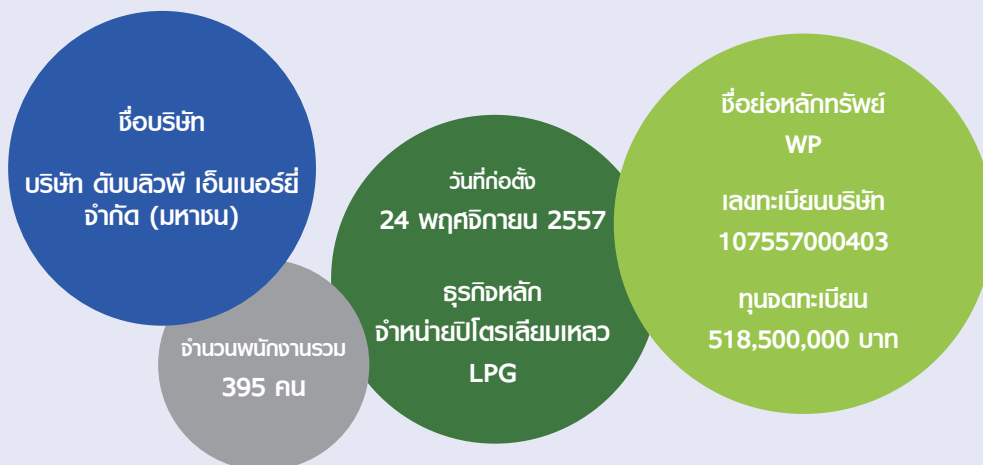 ชื่อบริษัท
บริษัท ดับบลิวพี เอ็นเนอร์ยี่
จำกัด (มหาชน)
จำนวนพนักงานรวม
395 คน
วันที่ก่อตั้ง
24 พฤศจิกายน 2557
ธุรกิจหลัก
จำหน่ายปิโตรเลียมเหลว
LPG
ชื่อย่อหลักทรัพย์
WP
เลขทะเบียนบริษัท
107557000403
ทุนจดทะเบียน
518,500,000 บาท